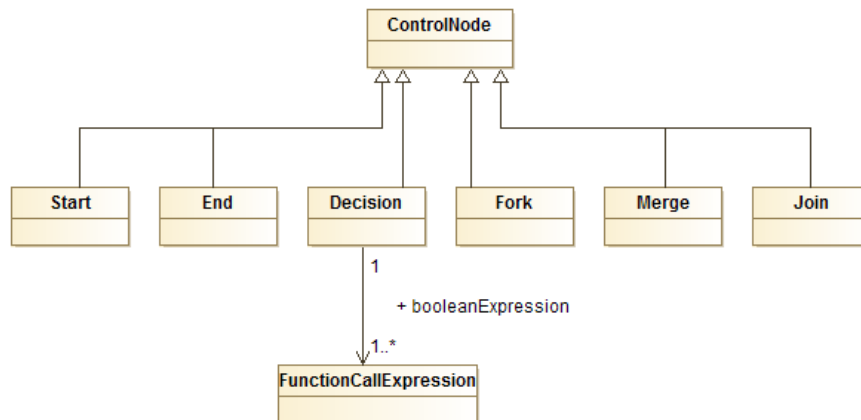 ControlNode
Start
End
Decision
Fork
Merge
Join
1
+ booleanExpression
1..*
FunctionCallExpression